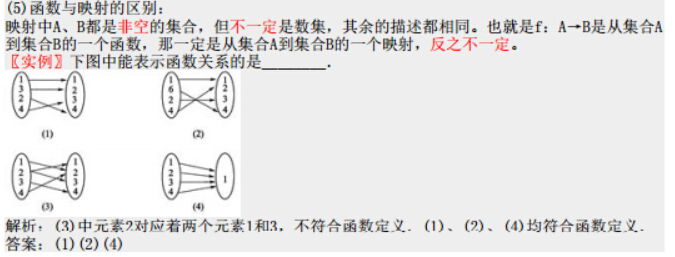 (5)函数与映射的区别：
映射中A、B都是非空的集合，但不一定是数集，其余的描述都相同。也就是f：A→B是从集合A
到集合B的一个函数，那一定是从集合A到集合B的一个映射，反之不一定。
〖实例〗下图中能表示函数关系的是________．
1 3 2 4 1 2 3 4
(1)
1 6 2 4 1 2 3 4
(2)
1 2 3 4 1 2 3 4
(3)
1 2 3 4 1
(4)
解析：(3)中元素2对应着两个元素1和3，不符合函数定义．(1)、(2)、(4)均符合函数定义．
答案：(1)(2)(4)